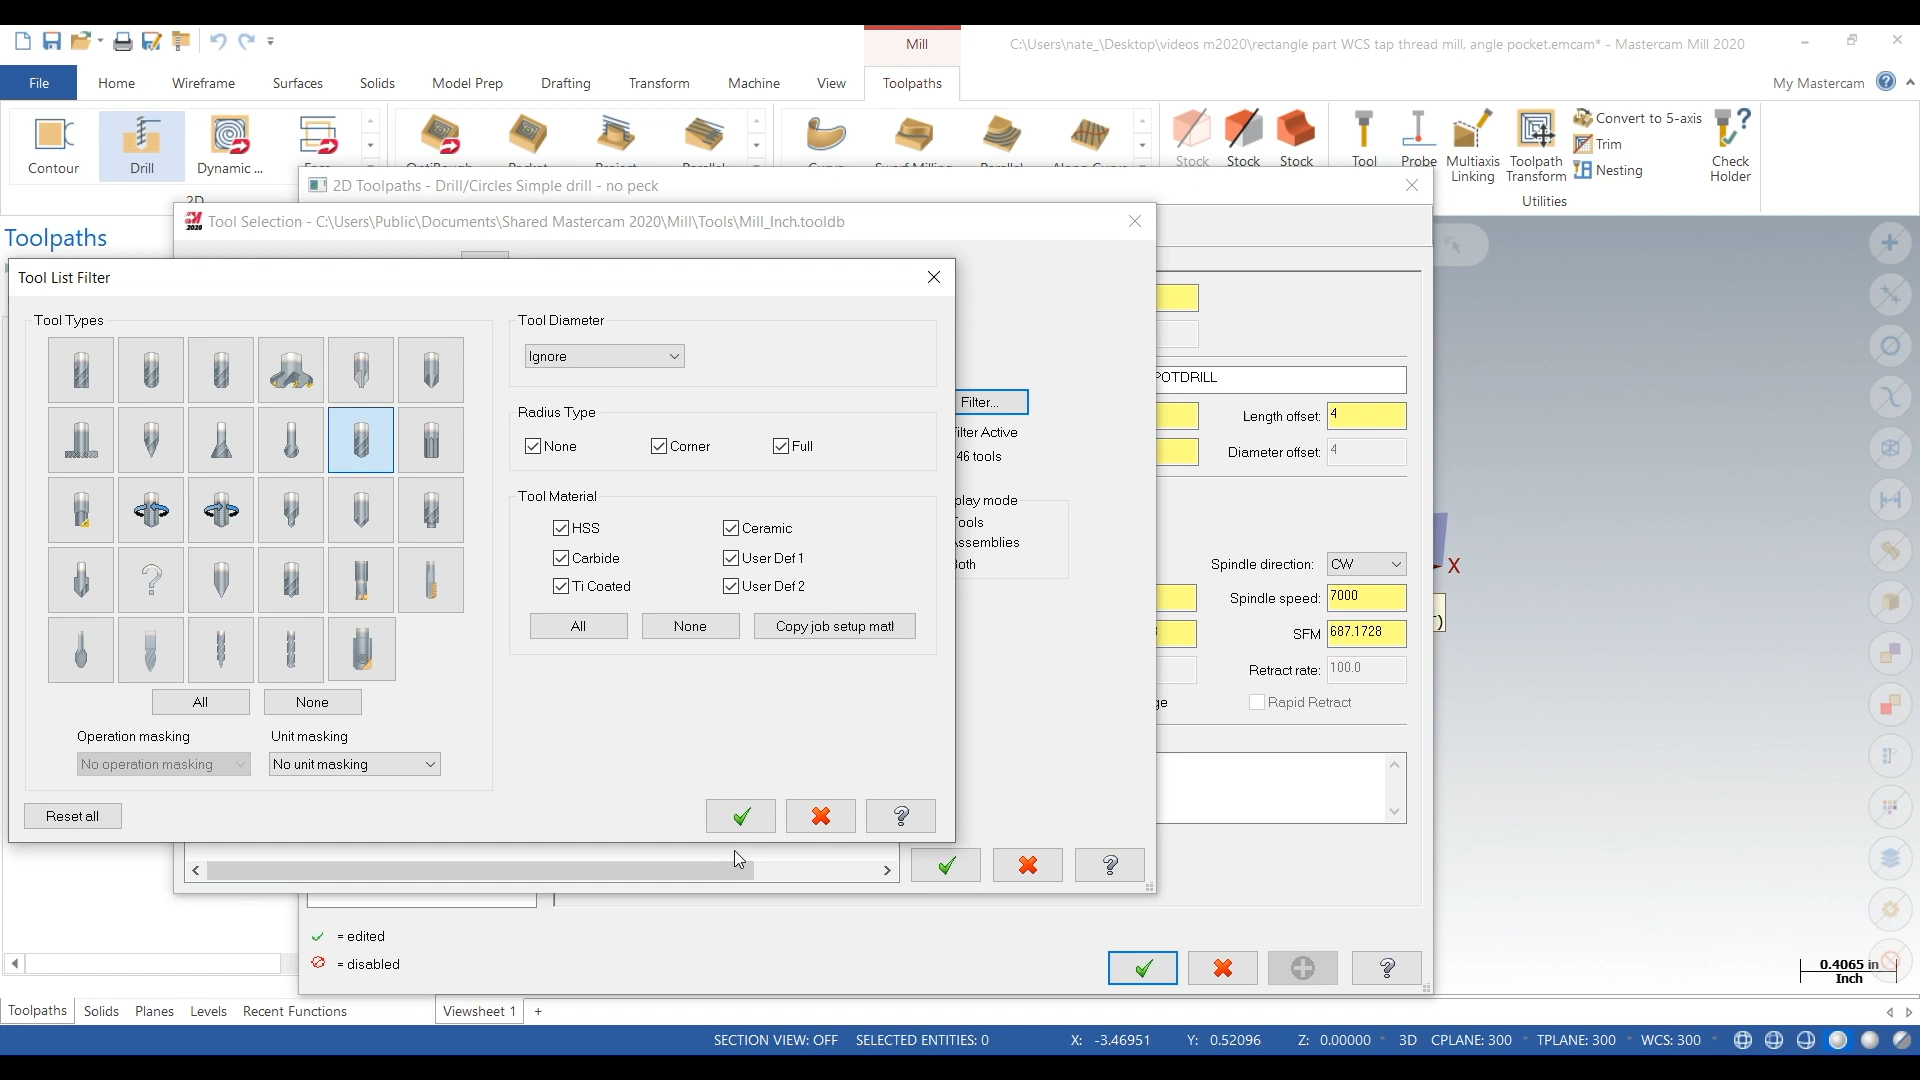 Mill
C:\Users\nate_\Desktop\videos m2020\rectangle part WCS tap thread mill, angle pocket.emcam* - Mastercam Mill 2020
File
Home
Wireframe
Surfaces
Solids
Model Prep
Drafting
Transform
Machine
View
Toolpaths
My Mastercam
Contour
Drill
Dynamic ...
Stock
Stock
Stock
Tool
Probe
Multiaxis
Linking
Toolpath
Transform
Convert to 5-axis
Trim
Nesting
Check
Holder
2D
Utilities
2D Toolpaths - Drill/Circles Simple drill - no peck
Toolpaths
Tool Selection - C:\Users\Public\Documents\Shared Mastercam 2020\Mill\Tools\Mill_Inch.tooldb
Tool List Filter
Tool Types
All
None
Operation masking
No operation masking
Unit masking
No unit masking
Reset all
Tool Diameter
Ignore
Radius Type
None
Corner
Full
Tool Material
HSS
Ceramic
Carbide
User Def 1
Ti Coated
User Def 2
All
None
Copy job setup matl
Filter...
ilter Active
46 tools
play mode
Tools
Assemblies
Both
POTDRILL
Length offset: 4
Diameter offset: 4
Spindle direction: CW
Spindle speed: 7000
SFM 687.1728
Retract rate: 100.0
Rapid Retract
X
= edited
= disabled
0.4065 in
Inch
Toolpaths
Solids
Planes
Levels
Recent Functions
Viewsheet 1
+
SECTION VIEW: OFF
SELECTED ENTITIES: 0
X: -3.46951
Y: 0.52096
Z: 0.00000
3D
CPLANE: 300
TPLANE: 300
WCS: 300